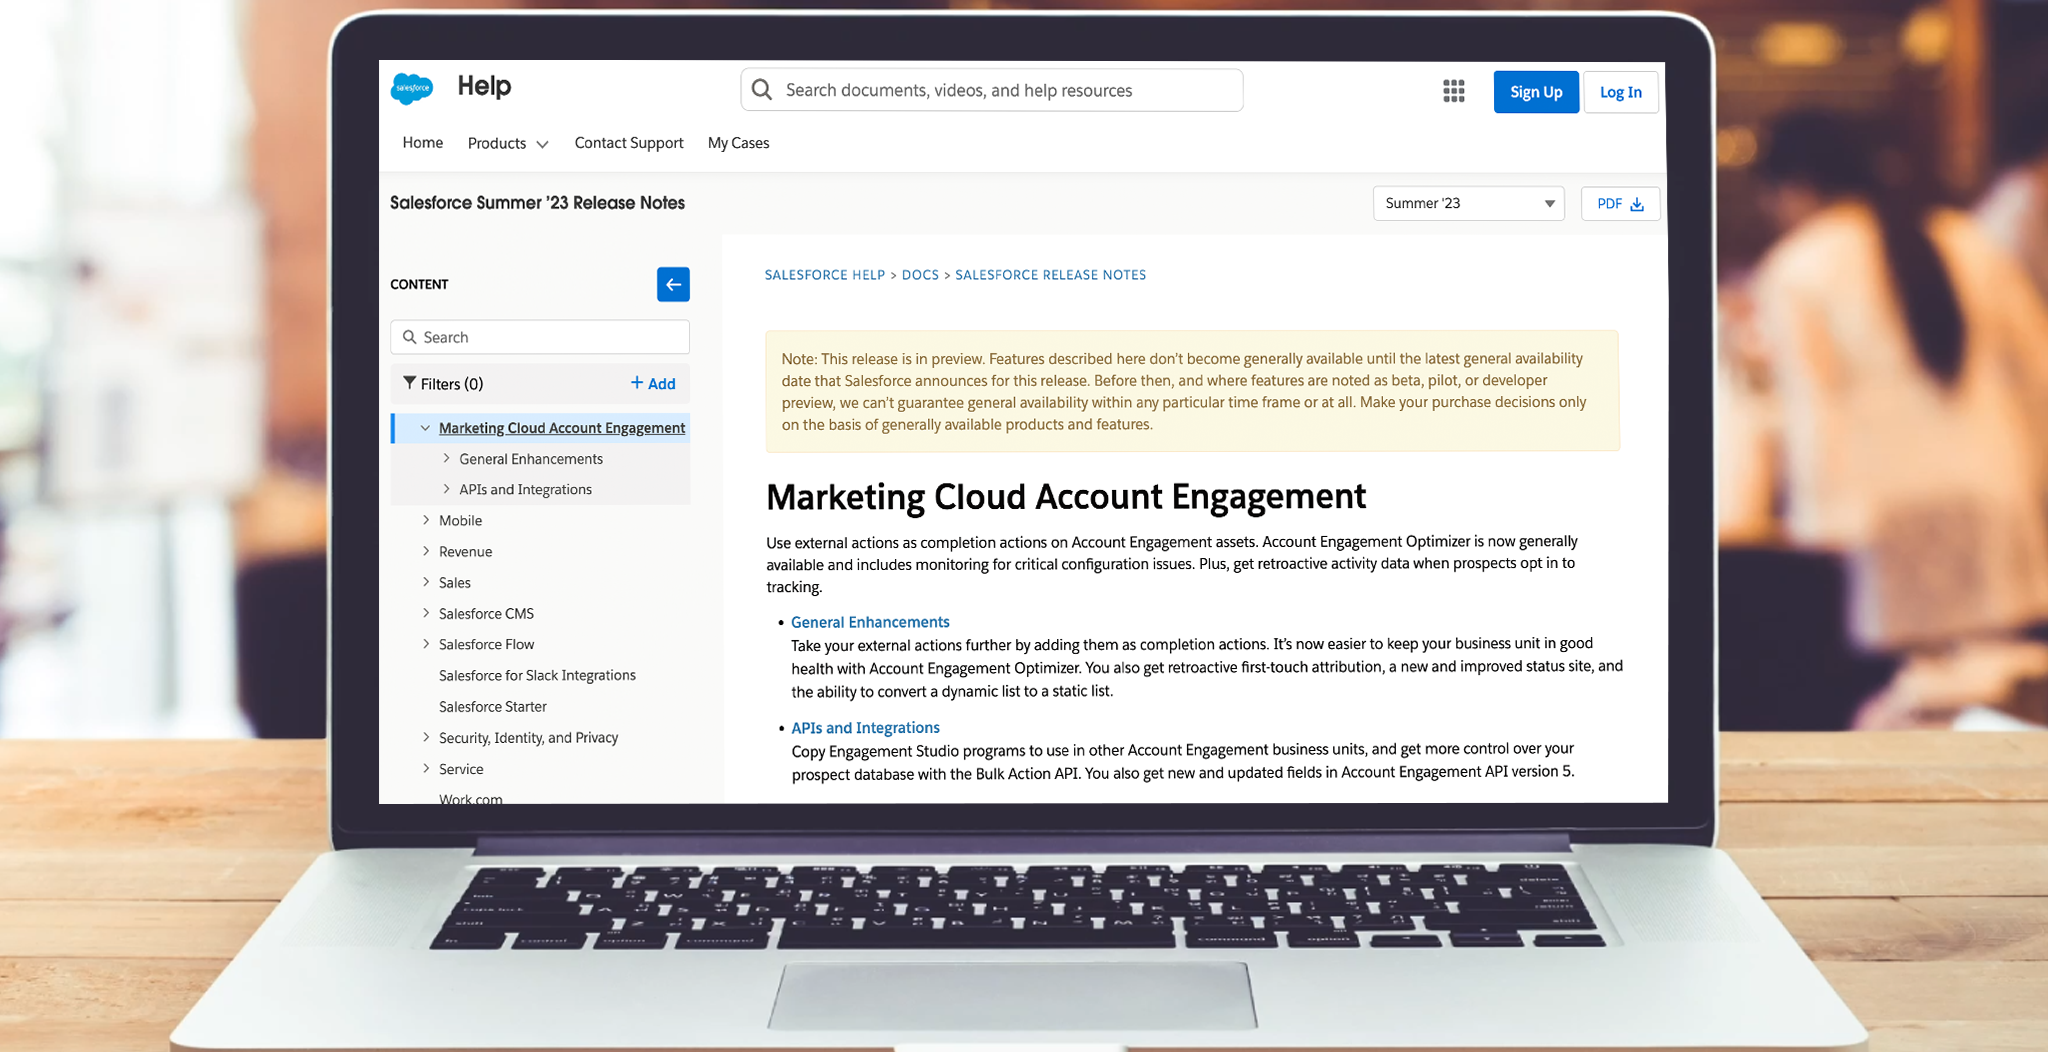 salesforce
Help
Search documents, videos, and help resources
Sign Up
Log In
Home
Products
Contact Support
My Cases
Salesforce Summer '23 Release Notes
Summer '23
PDF
CONTENT
Search
Filters (0)
+ Add
Marketing Cloud Account Engagement
General Enhancements
APIs and Integrations
Mobile
Revenue
Sales
Salesforce CMS
Salesforce Flow
Salesforce for Slack Integrations
Salesforce Starter
Security, Identity, and Privacy
Service
Work.com
SALESFORCE HELP > DOCS > SALESFORCE RELEASE NOTES
Note: This release is in preview. Features described here don't become generally available until the latest general availability
date that Salesforce announces for this release. Before then, and where features are noted as beta, pilot, or developer
preview, we can't guarantee general availability within any particular time frame or at all. Make your purchase decisions only
on the basis of generally available products and features.
Marketing Cloud Account Engagement
Use external actions as completion actions on Account Engagement assets. Account Engagement Optimizer is now generally
available and includes monitoring for critical configuration issues. Plus, get retroactive activity data when prospects opt in to
tracking.
• General Enhancements
Take your external actions further by adding them as completion actions. It's now easier to keep your business unit in good
health with Account Engagement Optimizer. You also get retroactive first-touch attribution, a new and improved status site, and
the ability to convert a dynamic list to a static list.
• APIs and Integrations
Copy Engagement Studio programs to use in other Account Engagement business units, and get more control over your
prospect database with the Bulk Action API. You also get new and updated fields in Account Engagement API version 5.
delete
return
shift
shift
fn
control
option
command
command
option